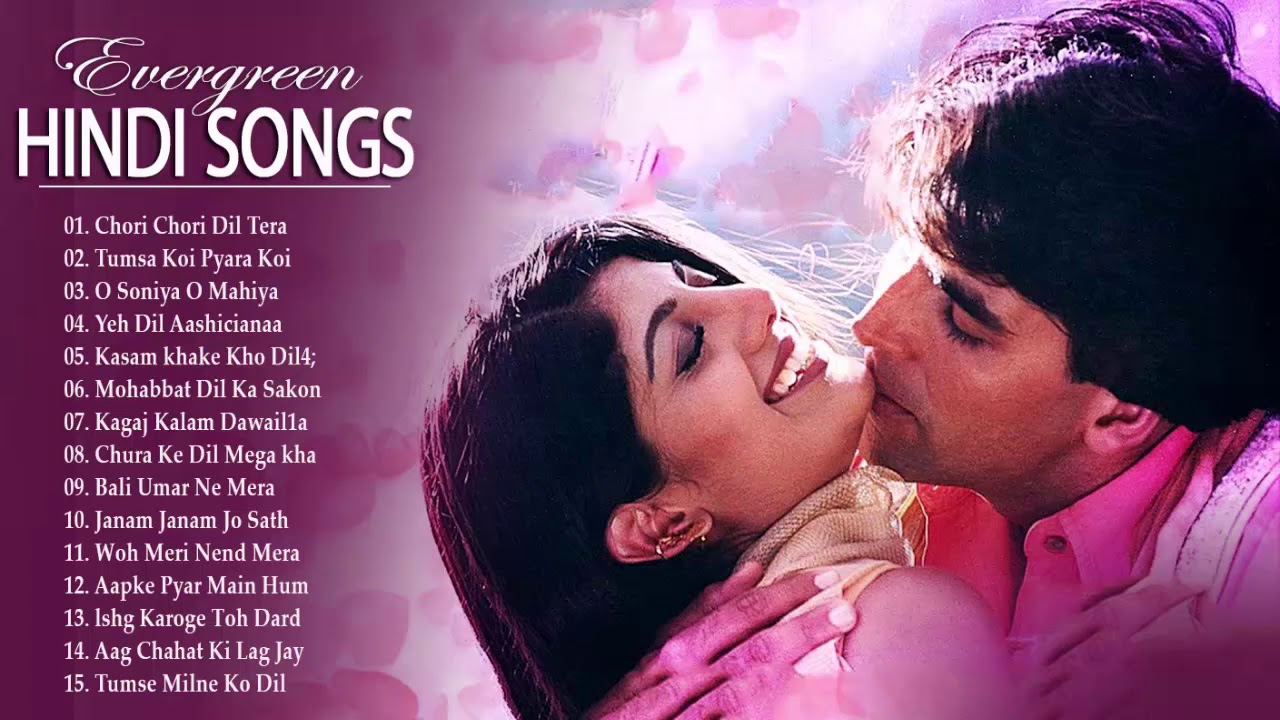 Evergreen
HINDI SONGS
01. Chori Chori Dil Tera
02. Tumsa Koi Pyara Koi
03. O Soniya O Mahiya
04. Yeh Dil Aashicianaa
05. Kasam khake Kho Dil4;
06. Mohabbat Dil Ka Sakon
07. Kagaj Kalam Dawail1a
08. Chura Ke Dil Mega kha
09. Bali Umar Ne Mera
10. Janam Janam Jo Sath
11. Woh Meri Nend Mera
12. Aapke Pyar Main Hum
13. lshg Karoge Toh Dard
14. Aag Chahat Ki Lag Jay
15. Tumse Milne Ko Dil